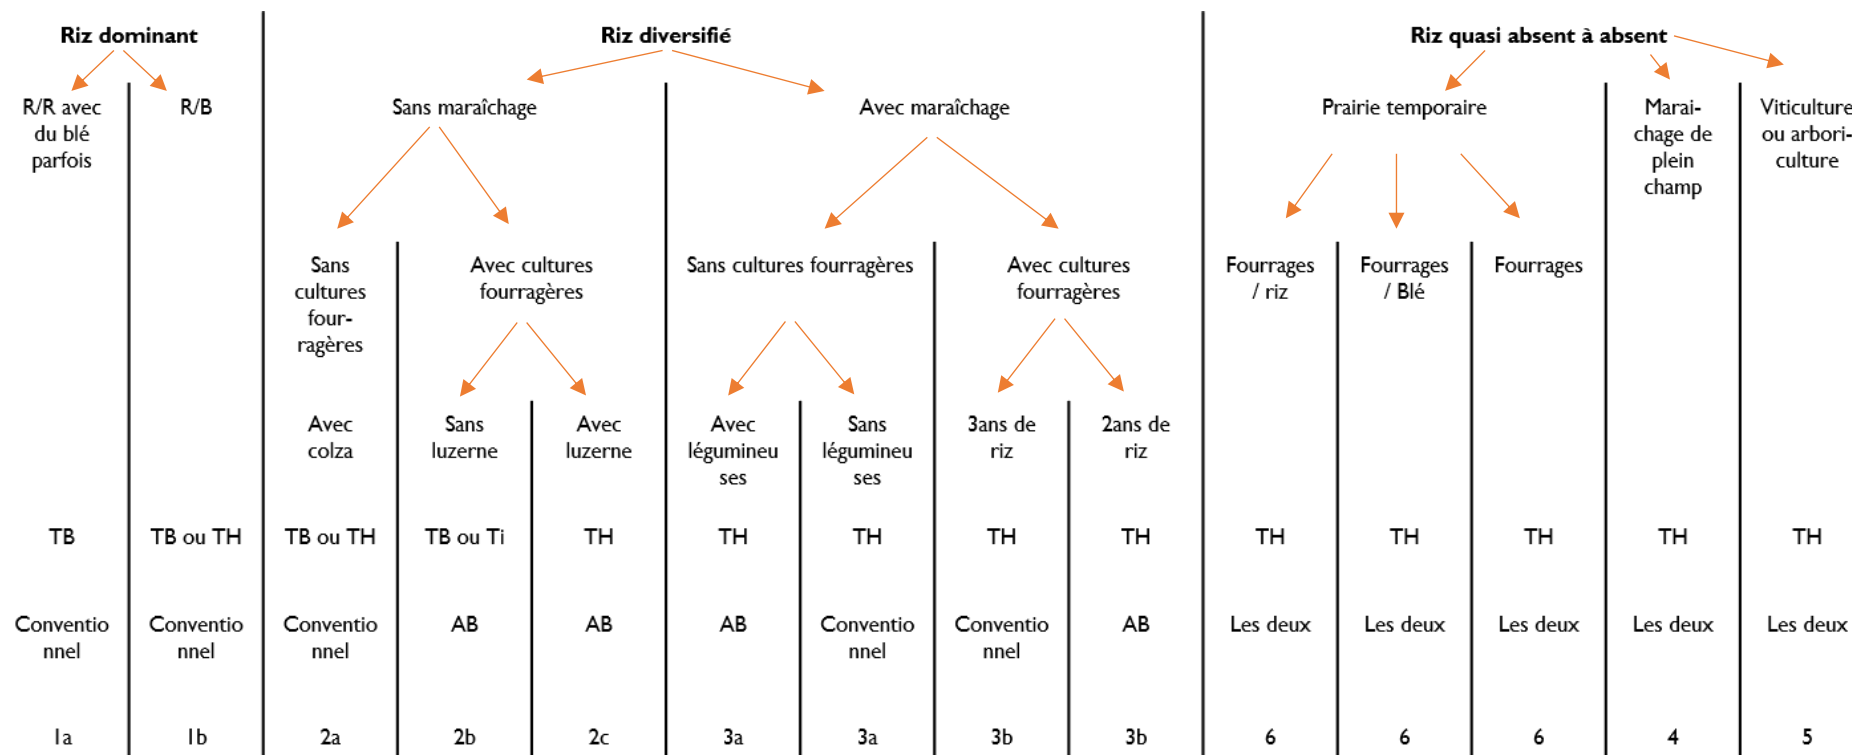 Riz dominant
Riz diversifié
Riz quasi absent à absent
R/R avec
du blé
parfois
R/B
Sans maraîchage
Avec maraîchage
Prairie temporaire
Marai-
chage de
plein
champ
Viticulture
ou arbori-
culture
Sans
cultures
four-
ragères
Avec cultures
fourragères
Sans cultures fourragères
Avec cultures
fourragères
Fourrages
/ riz
Fourrages
/ Blé
Fourrages
Avec
colza
Sans
luzerne
Avec
luzerne
Avec
légumineu
ses
Sans
légumineu
ses
3ans de
riz
2ans de
riz
TB
TB ou TH
TB ou TH
TB ou Ti
TH
TH
TH
TH
TH
TH
TH
TH
TH
TH
Conventio
nnel
Conventio
nnel
Conventio
nnel
AB
AB
AB
Conventio
nnel
Conventio
nnel
AB
Les deux
Les deux
Les deux
Les deux
Les deux
1a
1b
2a
2b
2c
3a
3a
3b
3b
6
6
6
4
5